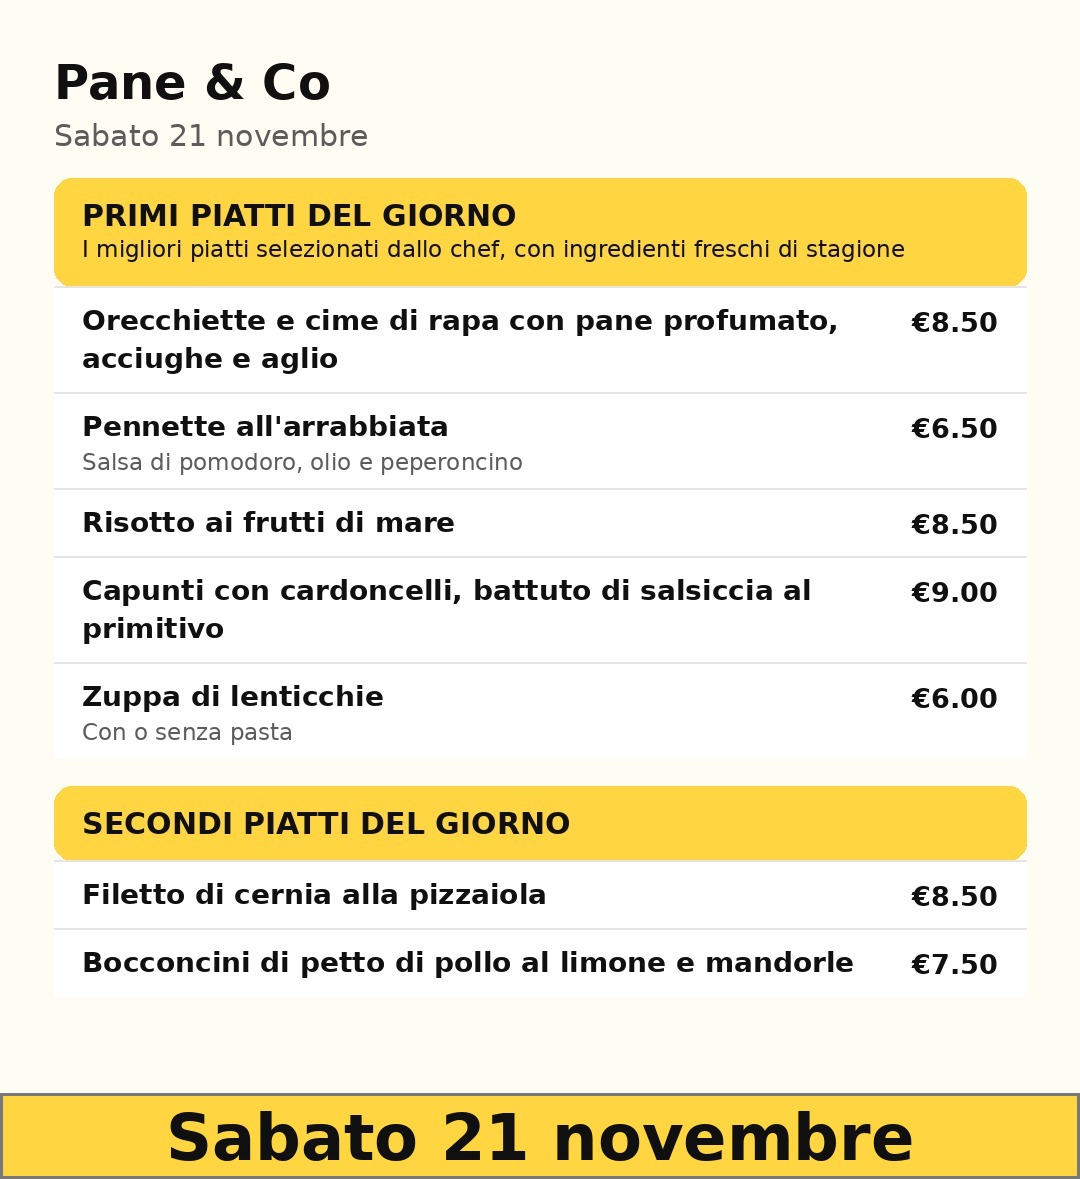 Pane & Co
Sabato 21 novembre
PRIMI PIATTI DEL GIORNO
I migliori piatti selezionati dallo chef, con ingredienti freschi di stagione
Orecchiette e cime di rapa con pane profumato, €8.50
acciughe e aglio
Pennette all'arrabbiata €6.50
Salsa di pomodoro, olio e peperoncino
Risotto ai frutti di mare €8.50
Capunti con cardoncelli, battuto di salsiccia al €9.00
primitivo
Zuppa di lenticchie €6.00
Con o senza pasta
SECONDI PIATTI DEL GIORNO
Filetto di cernia alla pizzaiola €8.50
Bocconcini di petto di pollo al limone e mandorle €7.50
Sabato 21 novembre